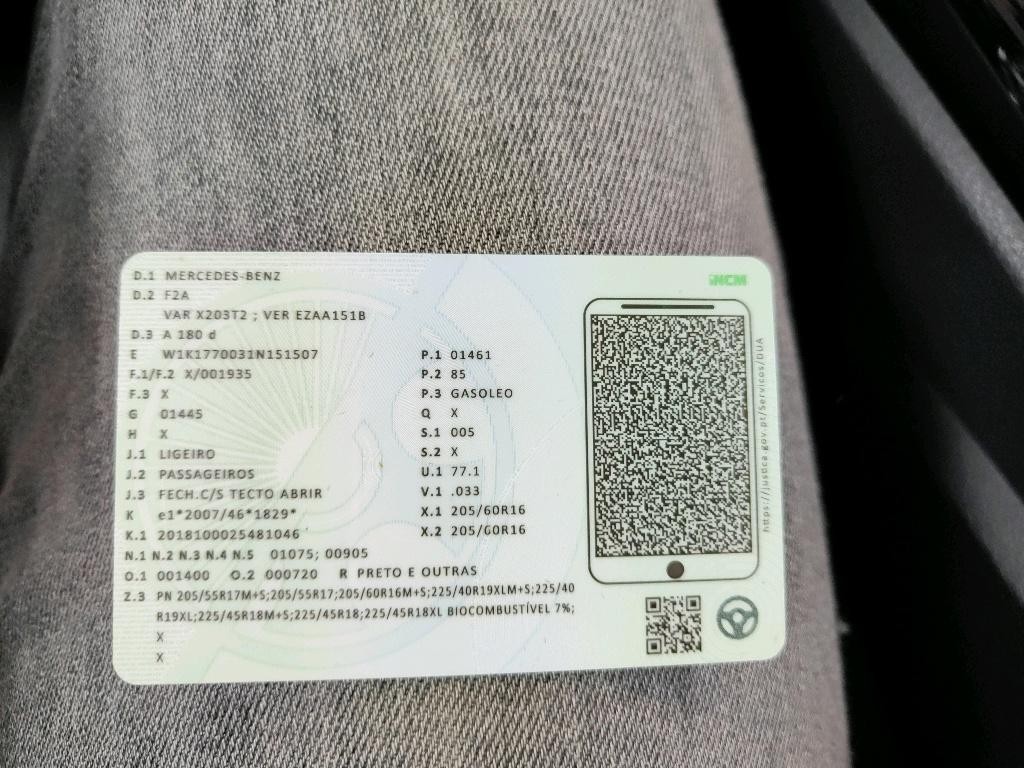 D.1 MERCEDES-BENZ
D.2 F2A
VAR X203T2 ; VER EZAA151B
D.3 A 180 d
E W1K1770031N151507
F.1/F.2 X/001935
F.3 X
G 01445
H X
J.1 LIGEIRO
J.2 PASSAGEIROS
J.3 FECH.C/S TECTO ABRIR
K e1*2007/46*1829*
K.1 2018100025481046
N.1 N.2 N.3 N.4 N.5 01075; 00905
O.1 001400 O.2 000720 R PRETO E OUTRAS
Z.3 PN 205/55R17M+S;205/55R17;205/60R16M+S;225/40R19XLM+S;225/40
R19XL;225/45R18M+S;225/45R18;225/45R18XL BIOCOMBUSTÍVEL 7%;
X
X
P.1 01461
P.2 85
P.3 GASOLEO
Q X
S.1 005
S.2 X
U.1 77.1
V.1 .033
X.1 205/60R16
X.2 205/60R16
INCM
https://justica.gov.pt/Servicos/DUA